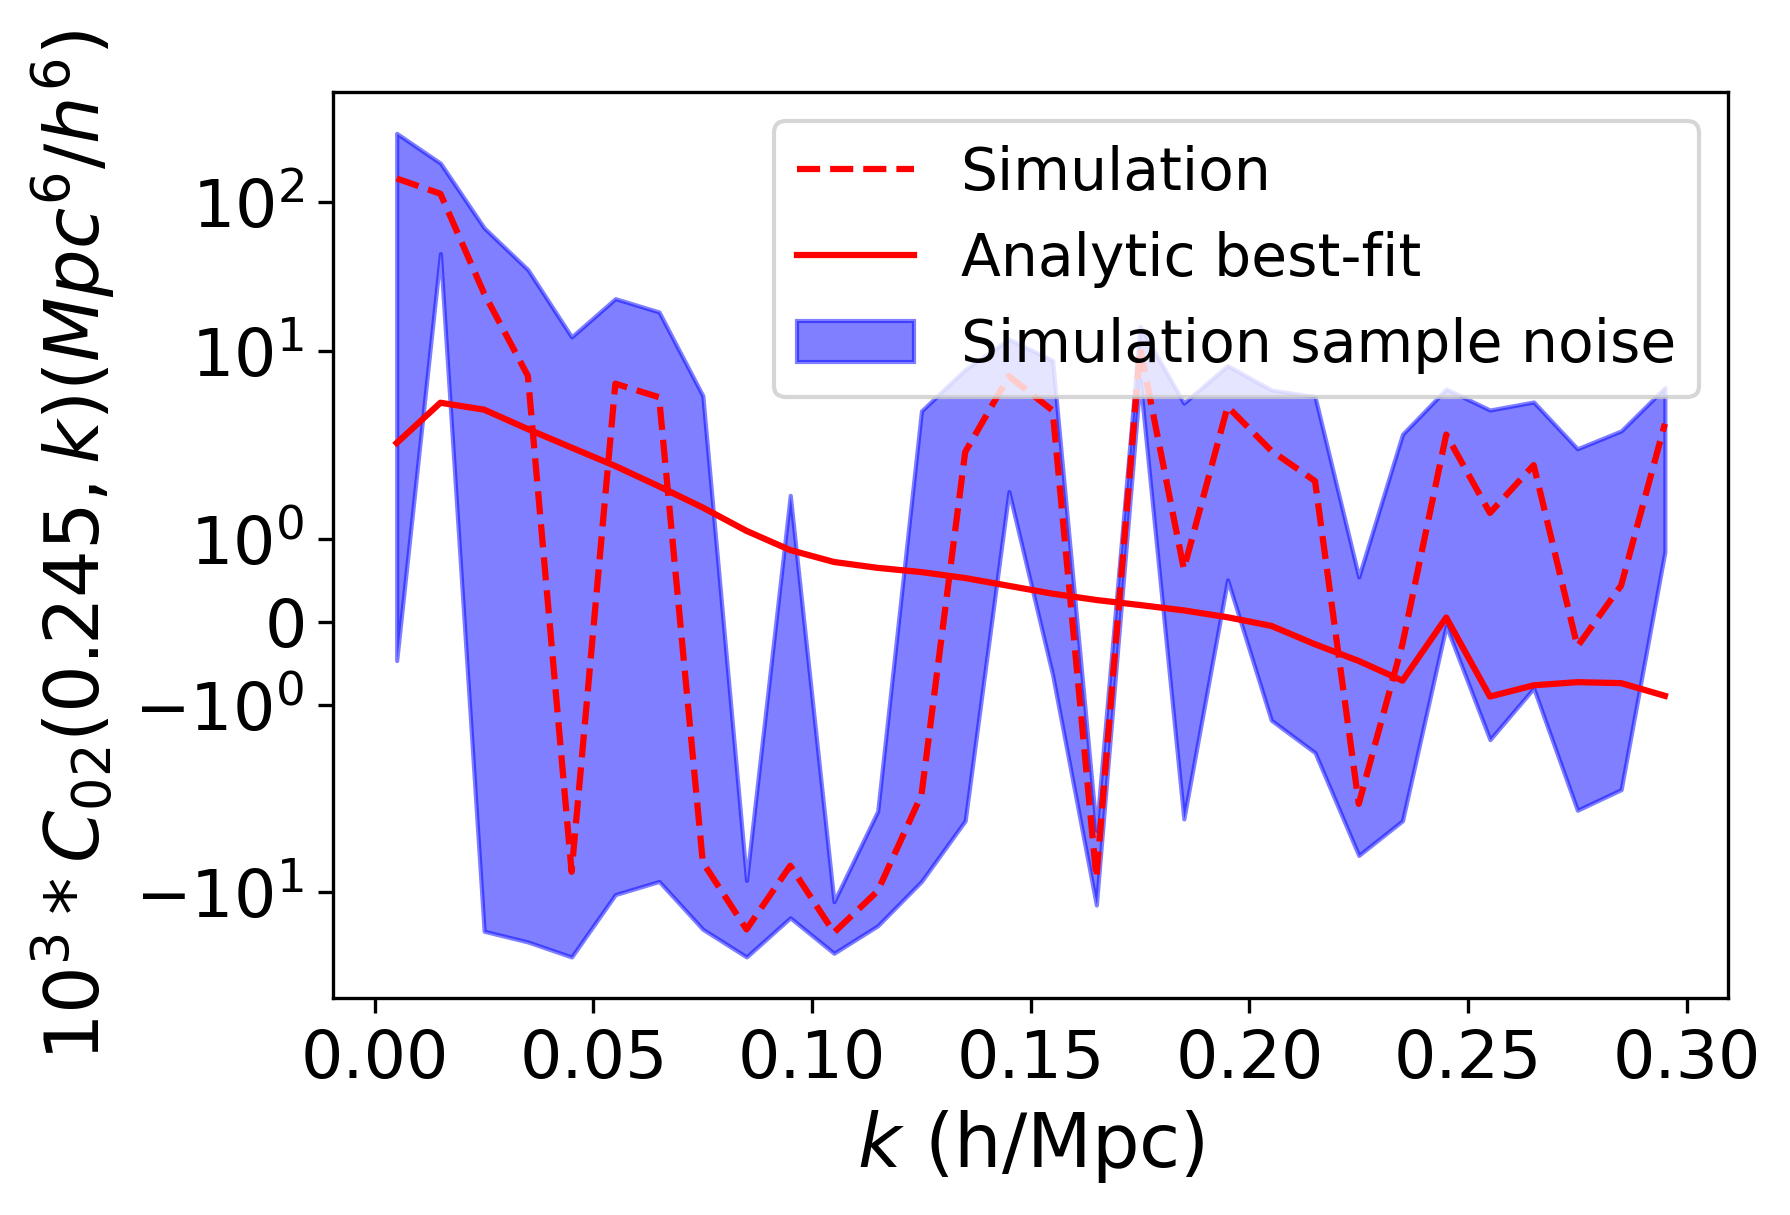 10³ * C₀₂(0.245, k)(Mpc⁶/h⁶)
10²
10¹
10⁰
0
−10⁰
−10¹
Simulation
Analytic best-fit
Simulation sample noise
0.00 0.05 0.10 0.15 0.20 0.25 0.30
k (h/Mpc)